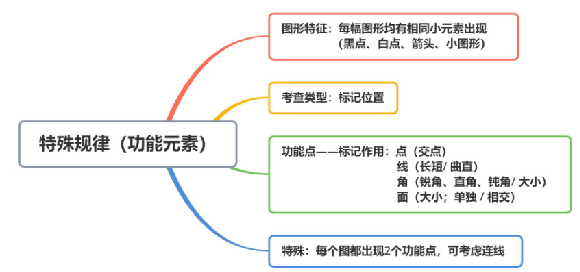 特殊规律（功能元素）
图形特征：每幅图形均有相同小元素出现
(黑点、白点、箭头、小图形)
考查类型：标记位置
功能点——标记作用：点（交点）
线（长短/ 曲直）
角（锐角、直角、钝角/ 大小）
面（大小；单独 / 相交）
特殊：每个图都出现2个功能点，可考虑连线